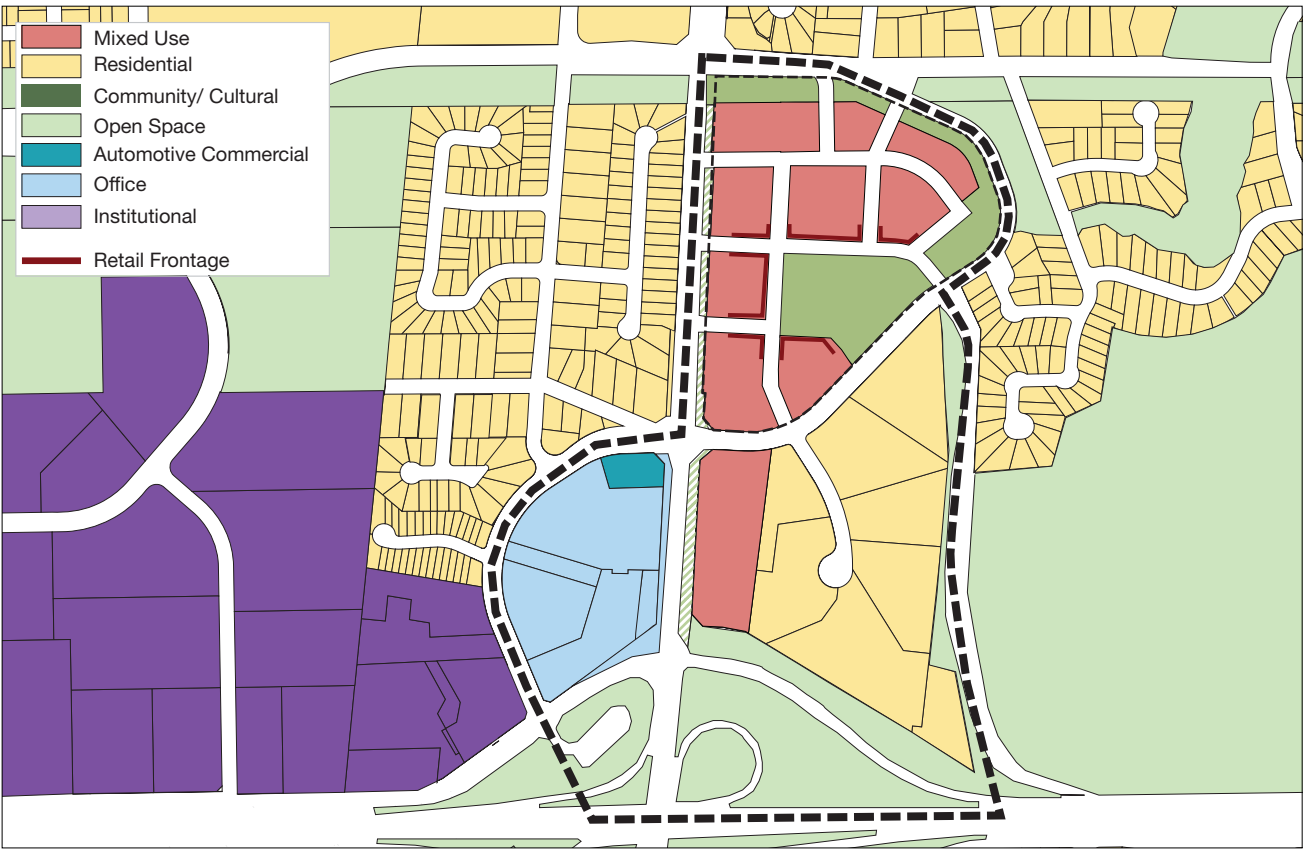 Mixed Use
Residential
Community/ Cultural
Open Space
Automotive Commercial
Office
Institutional
Retail Frontage